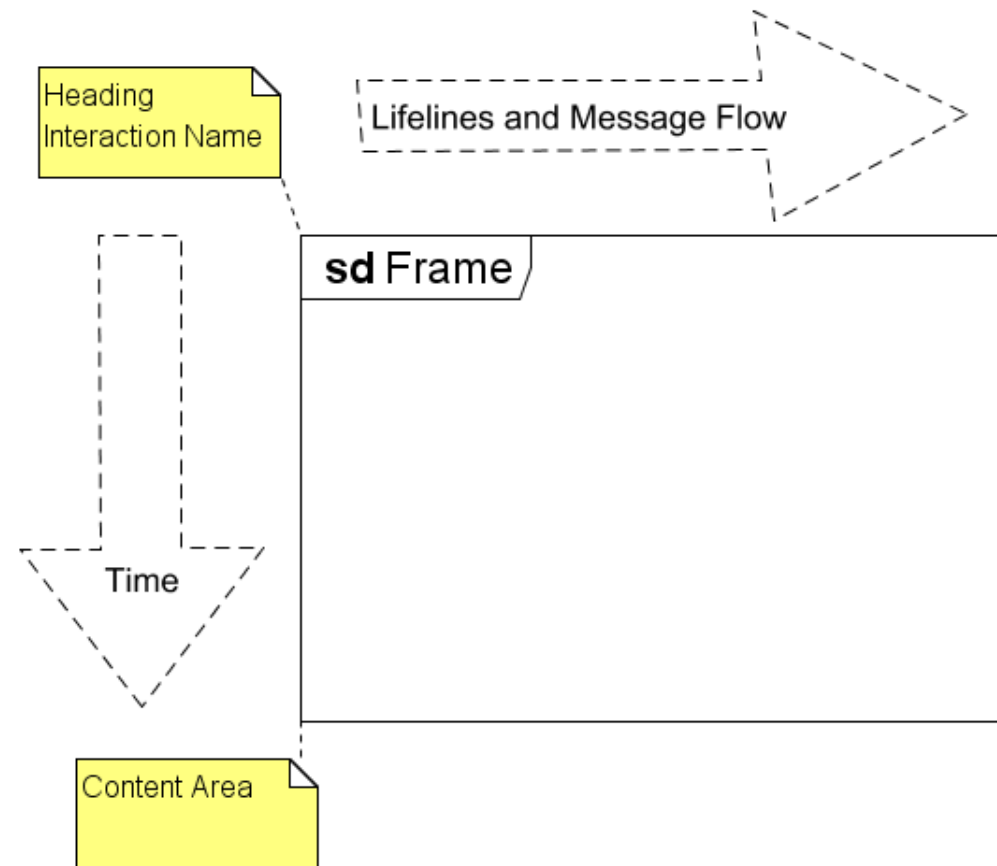 Heading
Interaction Name
Lifelines and Message Flow
sd Frame
Time
Content Area